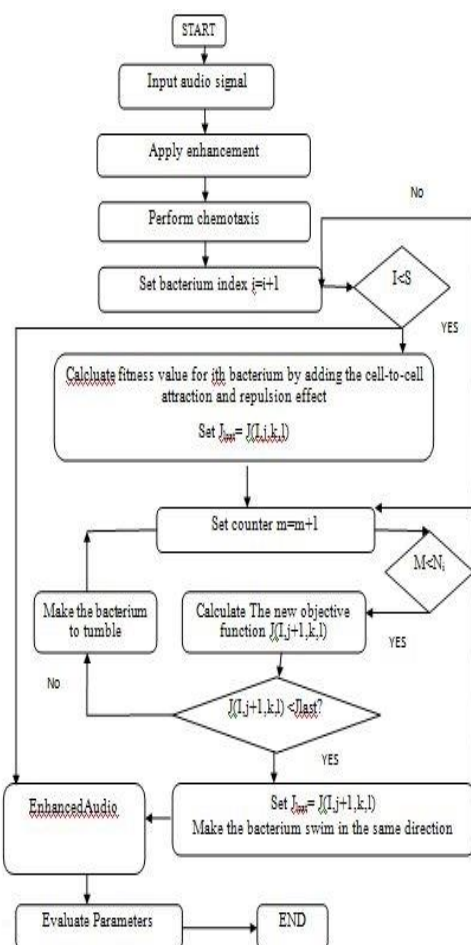 START
Input audio signal
Apply enhancement
Perform chemotaxis
No
Set bacterium index j=i+1
I<S
YES
Calcluate fitness value for ith bacterium by adding the cell-to-cell
attraction and repulsion effect
Set Jlast= J(I,j,k,l)
Set counter m=m+1
M<Ni
Make the bacterium
to tumble
Calculate The new objective
function J(I,j+1,k,l)
YES
No
J(I,j+1,k,l) <Jlast?
YES
EnhancedAudio
Set Jlast= J(I,j+1,k,l)
Make the bacterium swim in the same direction
Evaluate Parameters
END